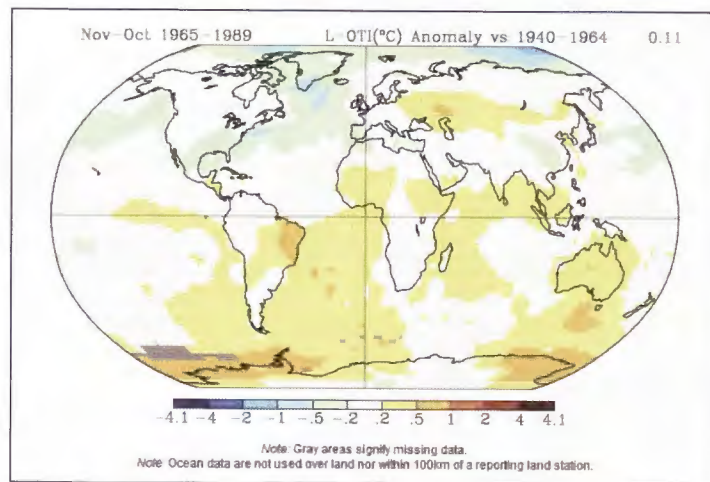 Nov-Oct 1965-1989 L-OTI(°C) Anomaly vs 1940-1964 0.11
-4.1 -4 -2 -1 -.5 -.2 .2 .5 1 2 4 4.1
Note: Gray areas signify missing data.
Note: Ocean data are not used over land nor within 100km of a reporting land station.